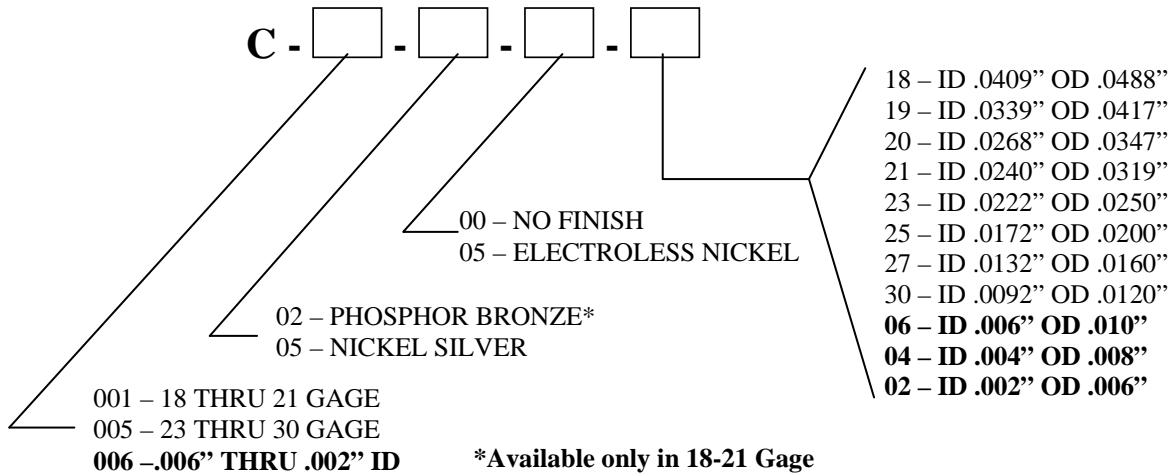 C - - - -
18 – ID .0409” OD .0488”
19 – ID .0339” OD .0417”
20 – ID .0268” OD .0347”
21 – ID .0240” OD .0319”
23 – ID .0222” OD .0250”
25 – ID .0172” OD .0200”
27 – ID .0132” OD .0160”
30 – ID .0092” OD .0120”
06 – ID .006” OD .010”
04 – ID .004” OD .008”
02 – ID .002” OD .006”
00 – NO FINISH
05 – ELECTROLESS NICKEL
02 – PHOSPHOR BRONZE*
05 – NICKEL SILVER
001 – 18 THRU 21 GAGE
005 – 23 THRU 30 GAGE
006 –.006” THRU .002” ID
*Available only in 18-21 Gage